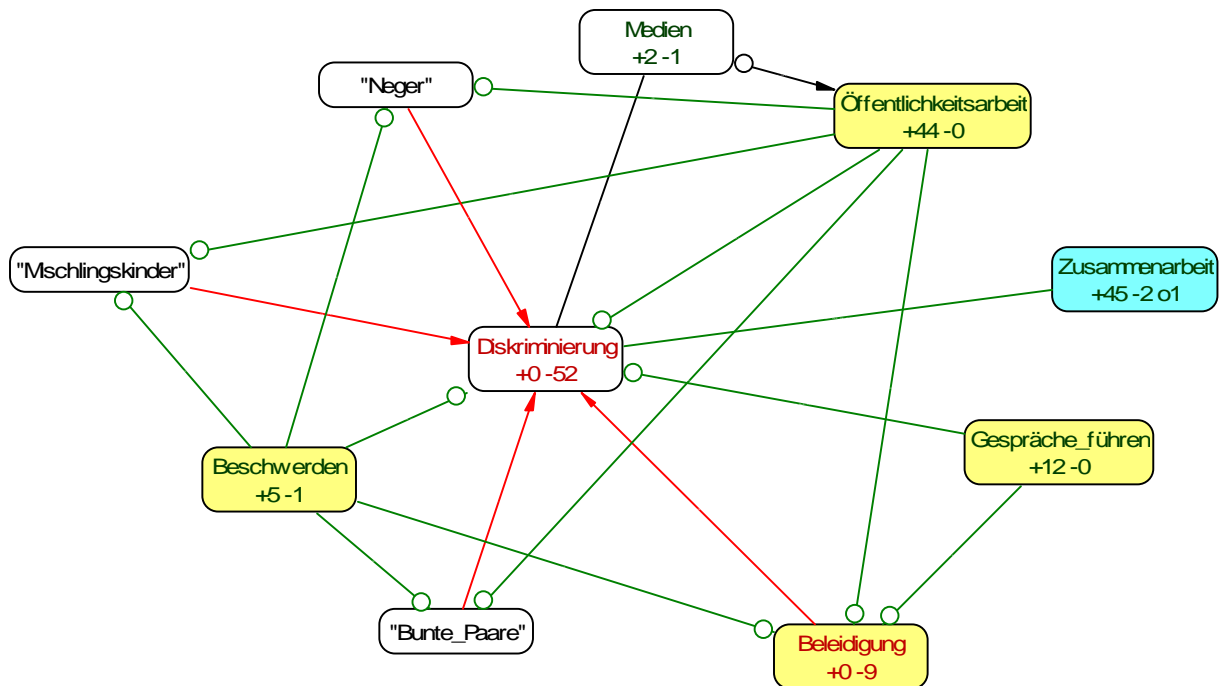 Medien
+2 -1
"Neger"
Öffentlichkeitsarbeit
+44 -0
"Mischlingskinder"
Zusammenarbeit
+45 -2 o1
Diskriminierung
+0 -52
Gespräche_führen
+12 -0
Beschwerden
+5 -1
"Bunte_Paare"
Beleidigung
+0 -9